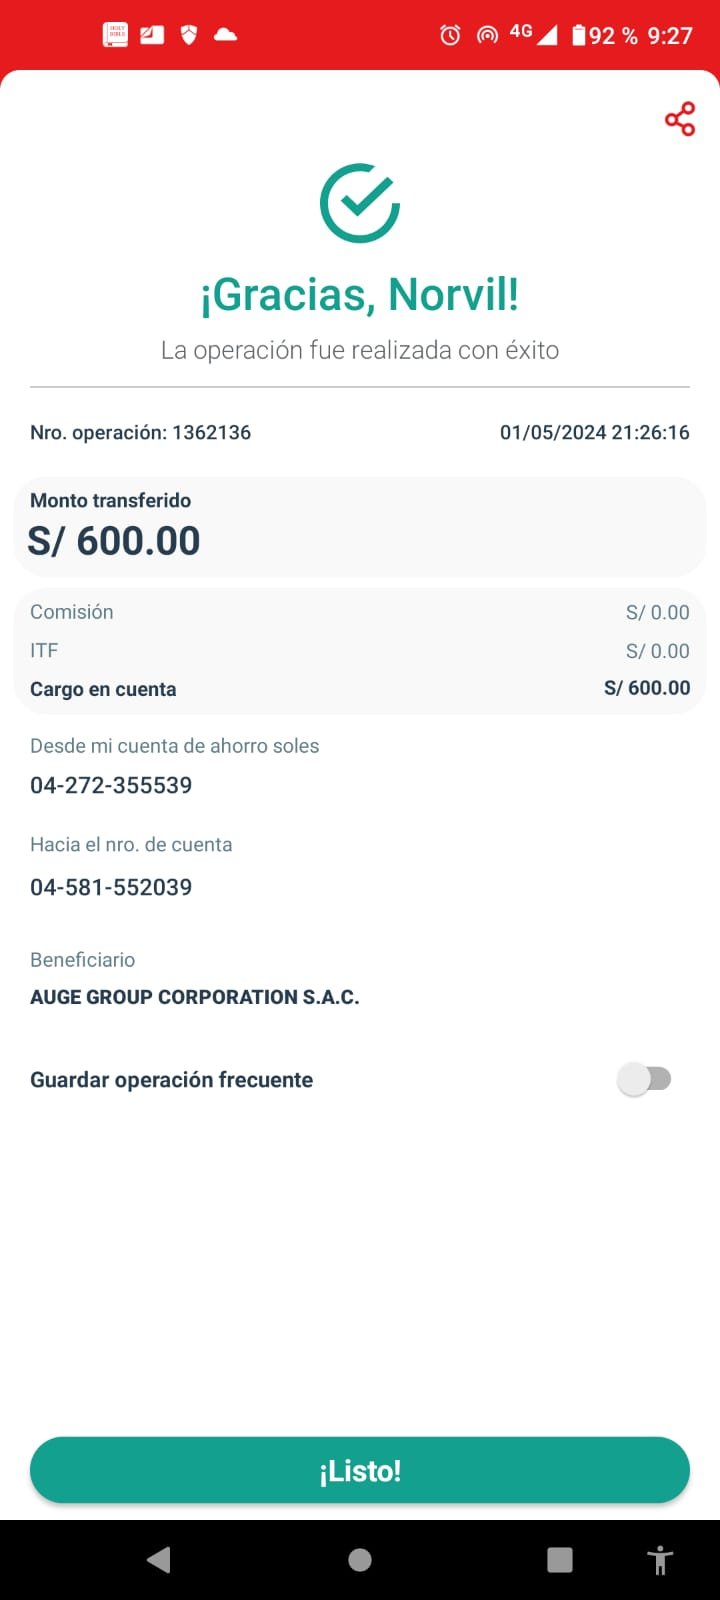 HOLY BIBLE
4G 92 % 9:27
¡Gracias, Norvil!
La operación fue realizada con éxito
Nro. operación: 1362136 01/05/2024 21:26:16
Monto transferido
S/ 600.00
Comisión S/ 0.00
ITF S/ 0.00
Cargo en cuenta S/ 600.00
Desde mi cuenta de ahorro soles
04-272-355539
Hacia el nro. de cuenta
04-581-552039
Beneficiario
AUGE GROUP CORPORATION S.A.C.
Guardar operación frecuente
¡Listo!